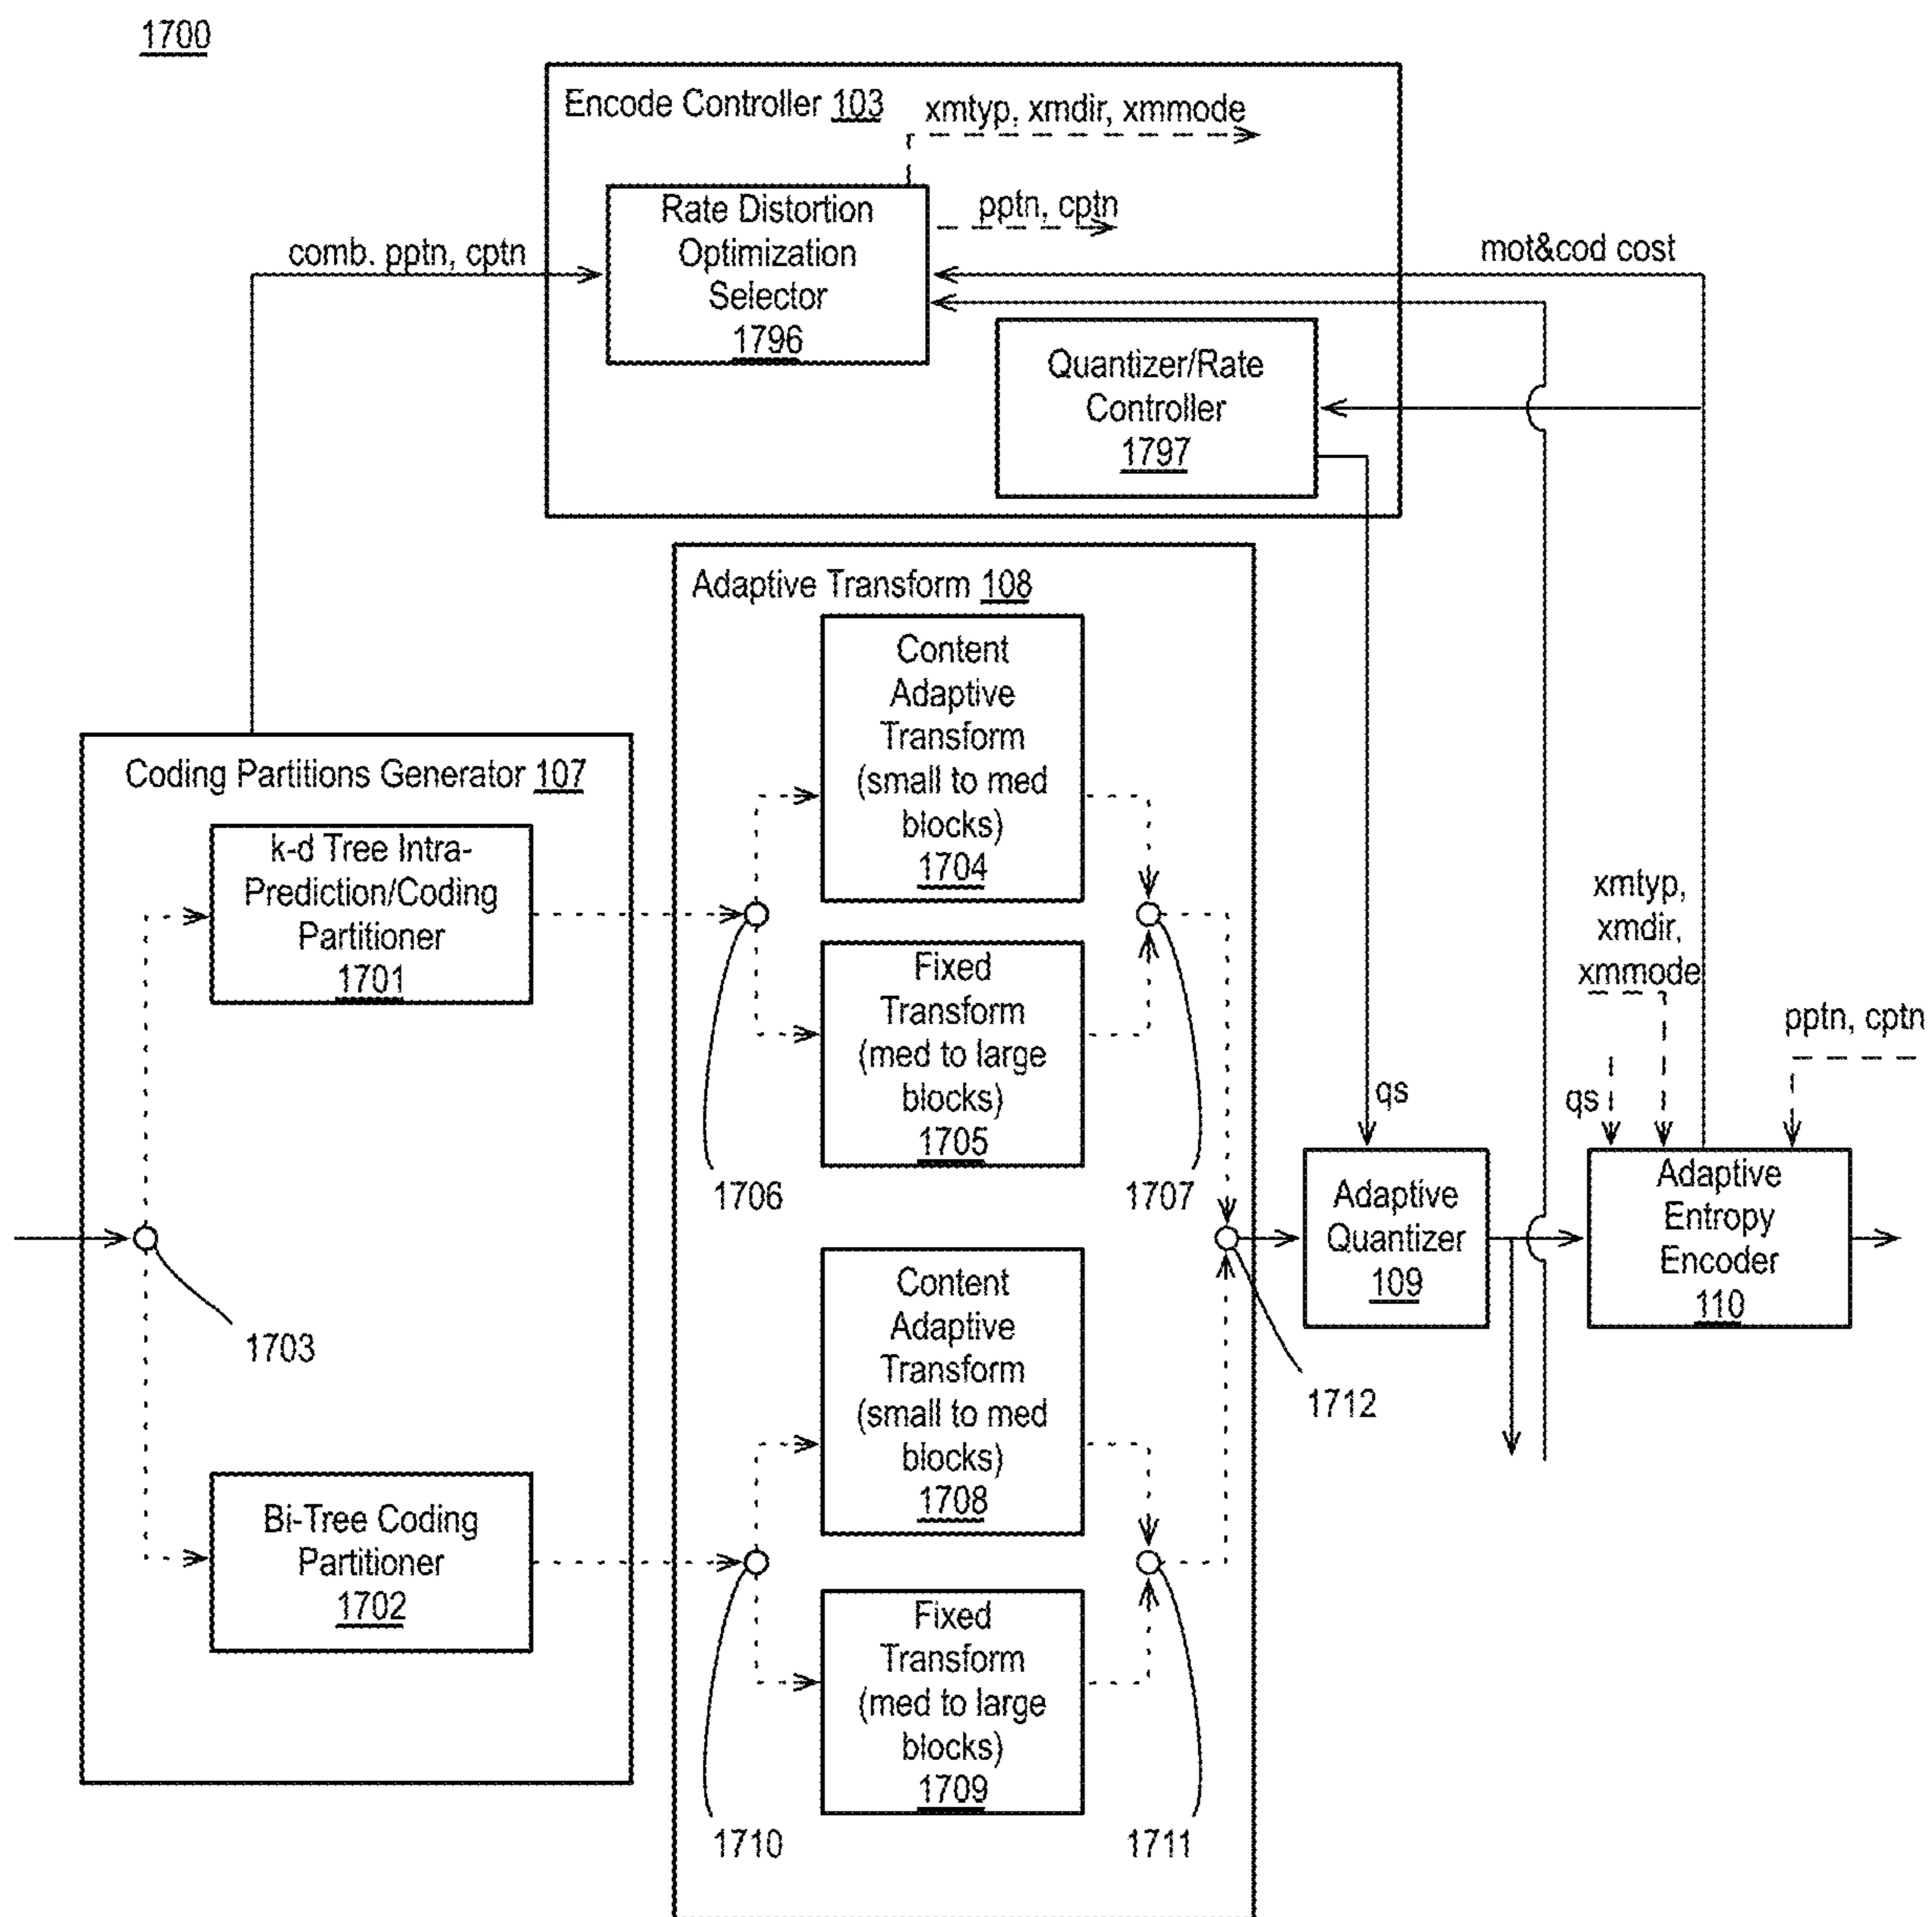 1700
Encode Controller 103
xmtyp, xmdir, xmmode
Rate Distortion
Optimization
Selector
1796
pptn, cptn
comb. pptn, cptn
mot&cod cost
Quantizer/Rate
Controller
1797
Adaptive Transform 108
Content
Adaptive
Transform
(small to med
blocks)
1704
Coding Partitions Generator 107
k-d Tree Intra-
Prediction/Coding
Partitioner
1701
Fixed
Transform
(med to large
blocks)
1705
xmtyp,
xmdir,
xmmode
pptn, cptn
qs
qs
1706
1707
Adaptive
Quantizer
109
Adaptive
Entropy
Encoder
110
1703
Content
Adaptive
Transform
(small to med
blocks)
1708
1712
Bi-Tree Coding
Partitioner
1702
Fixed
Transform
(med to large
blocks)
1709
1710
1711